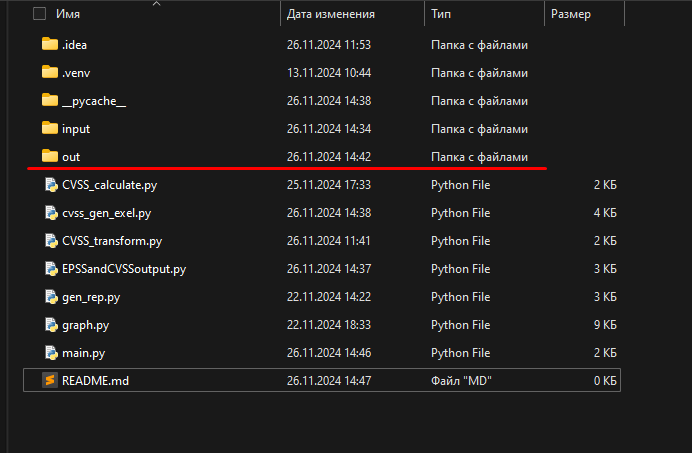 Имя Дата изменения Тип Размер
.idea 26.11.2024 11:53 Папка с файлами
.venv 13.11.2024 10:44 Папка с файлами
__pycache__ 26.11.2024 14:38 Папка с файлами
input 26.11.2024 14:34 Папка с файлами
out 26.11.2024 14:42 Папка с файлами
CVSS_calculate.py 25.11.2024 17:33 Python File 2 КБ
cvss_gen_exel.py 26.11.2024 14:38 Python File 4 КБ
CVSS_transform.py 26.11.2024 11:41 Python File 2 КБ
EPSSandCVSSoutput.py 26.11.2024 14:37 Python File 3 КБ
gen_rep.py 22.11.2024 14:22 Python File 3 КБ
graph.py 22.11.2024 18:33 Python File 9 КБ
main.py 26.11.2024 14:46 Python File 2 КБ
README.md 26.11.2024 14:47 Файл "MD" 0 КБ